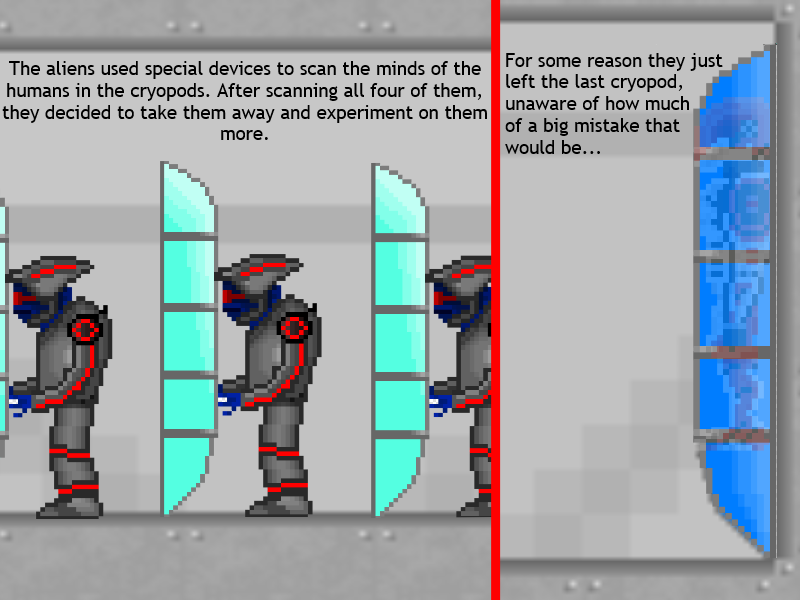 The aliens used special devices to scan the minds of the
humans in the cryopods. After scanning all four of them,
they decided to take them away and experiment on them
more.
For some reason they just
left the last cryopod,
unaware of how much
of a big mistake that
would be...